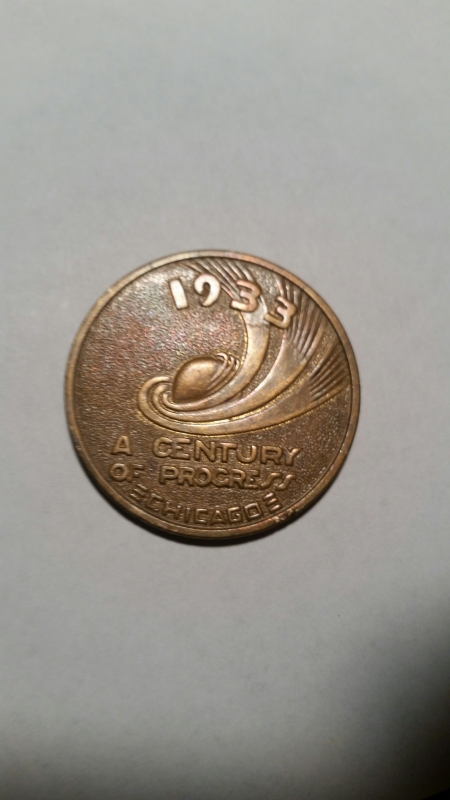 1933
A CENTURY
OF PROGRESS
CHICAGO